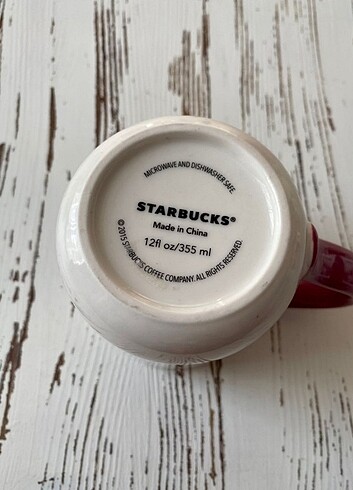 MICROWAVE AND DISHWASHER SAFE.
STARBUCKS®
Made in China
12fl oz/355 ml
© 2015 STARBUCKS COFFEE COMPANY. ALL RIGHTS RESERVED.